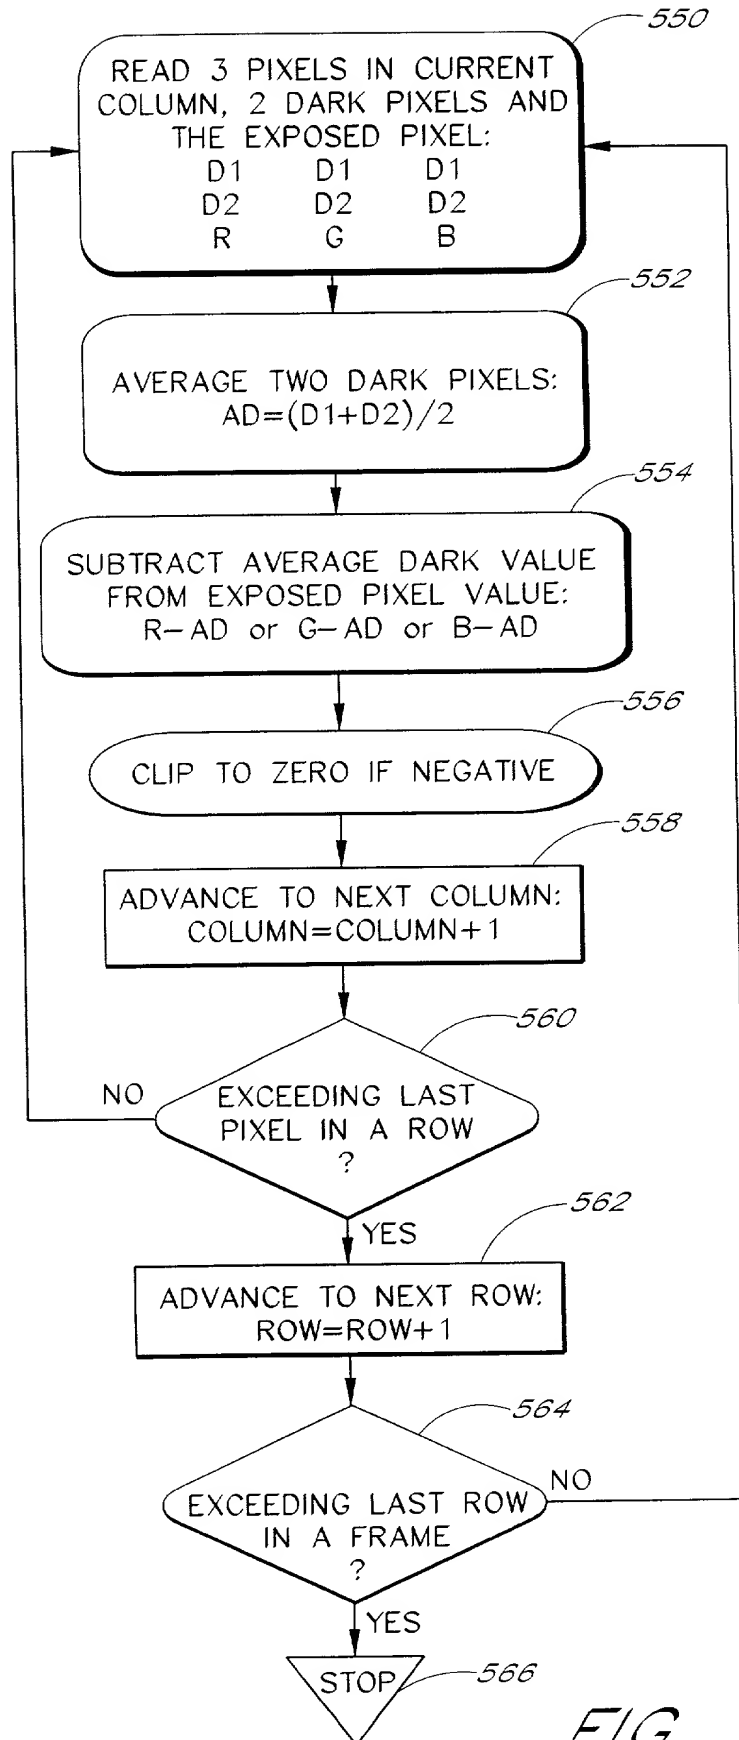 550
READ 3 PIXELS IN CURRENT
COLUMN, 2 DARK PIXELS AND
THE EXPOSED PIXEL:
D1 D1 D1
D2 D2 D2
R G B
552
AVERAGE TWO DARK PIXELS:
AD=(D1+D2)/2
554
SUBTRACT AVERAGE DARK VALUE
FROM EXPOSED PIXEL VALUE:
R-AD or G-AD or B-AD
556
CLIP TO ZERO IF NEGATIVE
558
ADVANCE TO NEXT COLUMN:
COLUMN=COLUMN+1
560
NO
EXCEEDING LAST
PIXEL IN A ROW
?
YES
562
ADVANCE TO NEXT ROW:
ROW=ROW+1
564
NO
EXCEEDING LAST ROW
IN A FRAME
?
YES
STOP
566
FIG